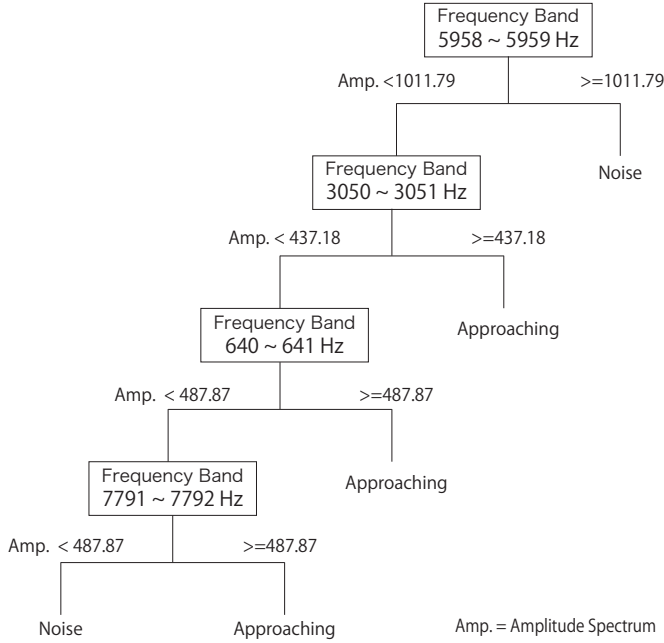 Frequency Band
5958 ~ 5959 Hz
Amp. <1011.79
>=1011.79
Noise
Frequency Band
3050 ~ 3051 Hz
Amp. < 437.18
>=437.18
Approaching
Frequency Band
640 ~ 641 Hz
Amp. < 487.87
>=487.87
Approaching
Frequency Band
7791 ~ 7792 Hz
Amp. < 487.87
>=487.87
Noise
Approaching
Amp. = Amplitude Spectrum